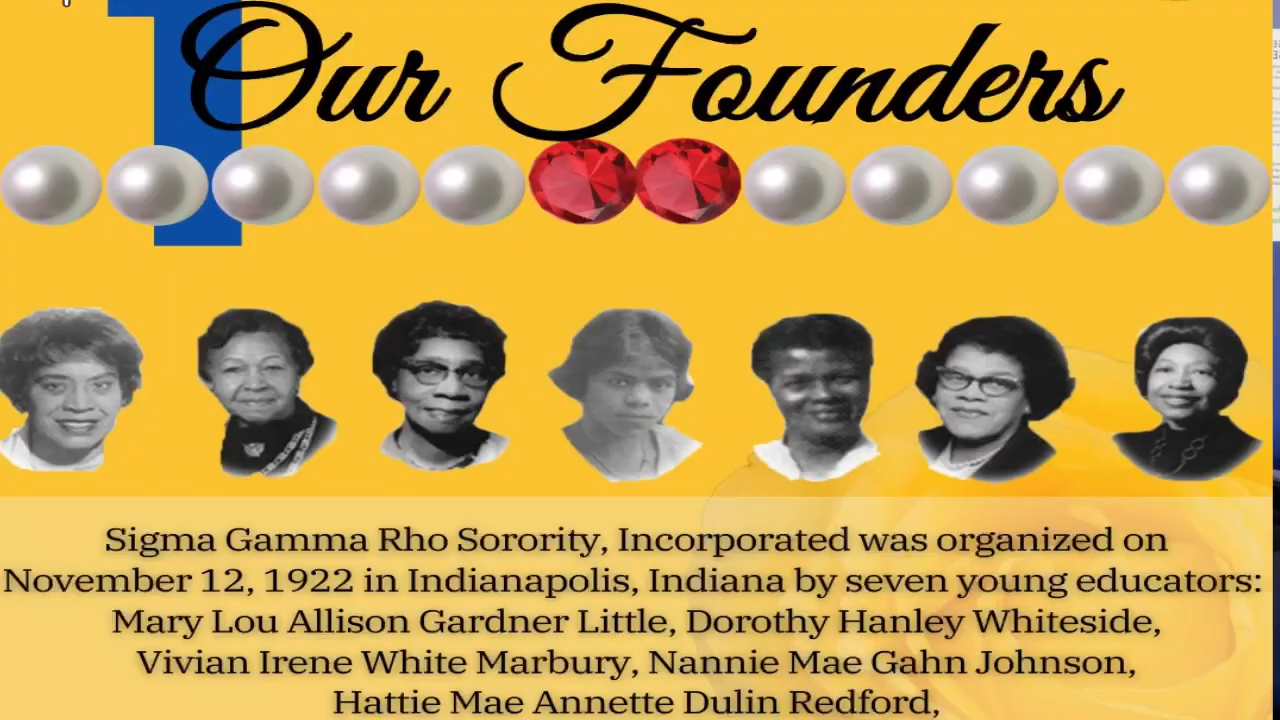 Our Founders
Sigma Gamma Rho Sorority, Incorporated was organized on
November 12, 1922 in Indianapolis, Indiana by seven young educators:
Mary Lou Allison Gardner Little, Dorothy Hanley Whiteside,
Vivian Irene White Marbury, Nannie Mae Gahn Johnson,
Hattie Mae Annette Dulin Redford,